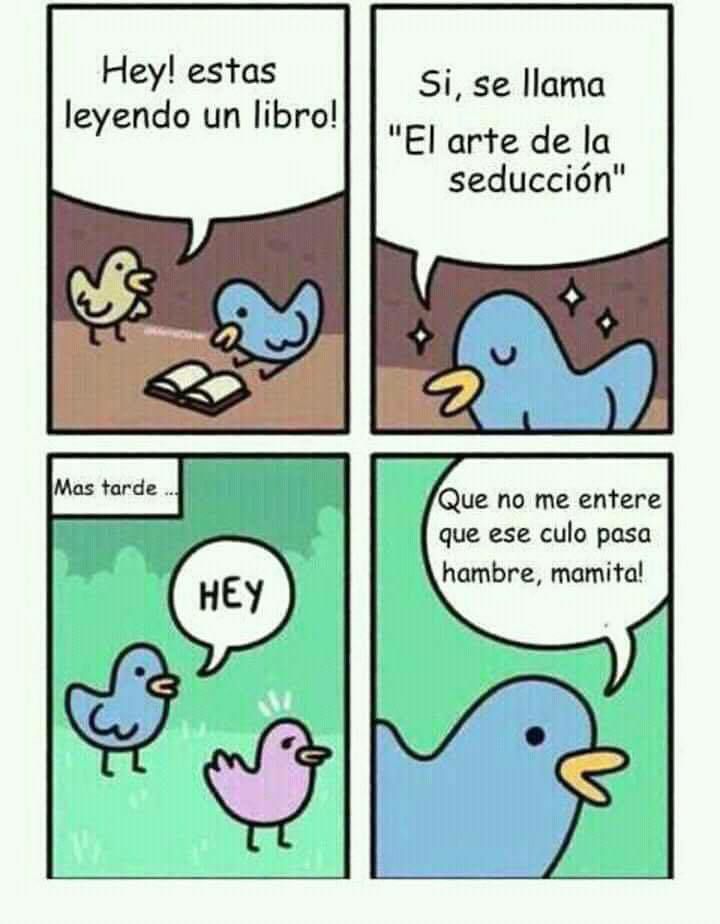 Hey! estas
leyendo un libro!
Si, se llama
"El arte de la
seducción"
Mas tarde ...
HEY
Que no me entere
que ese culo pasa
hambre, mamita!